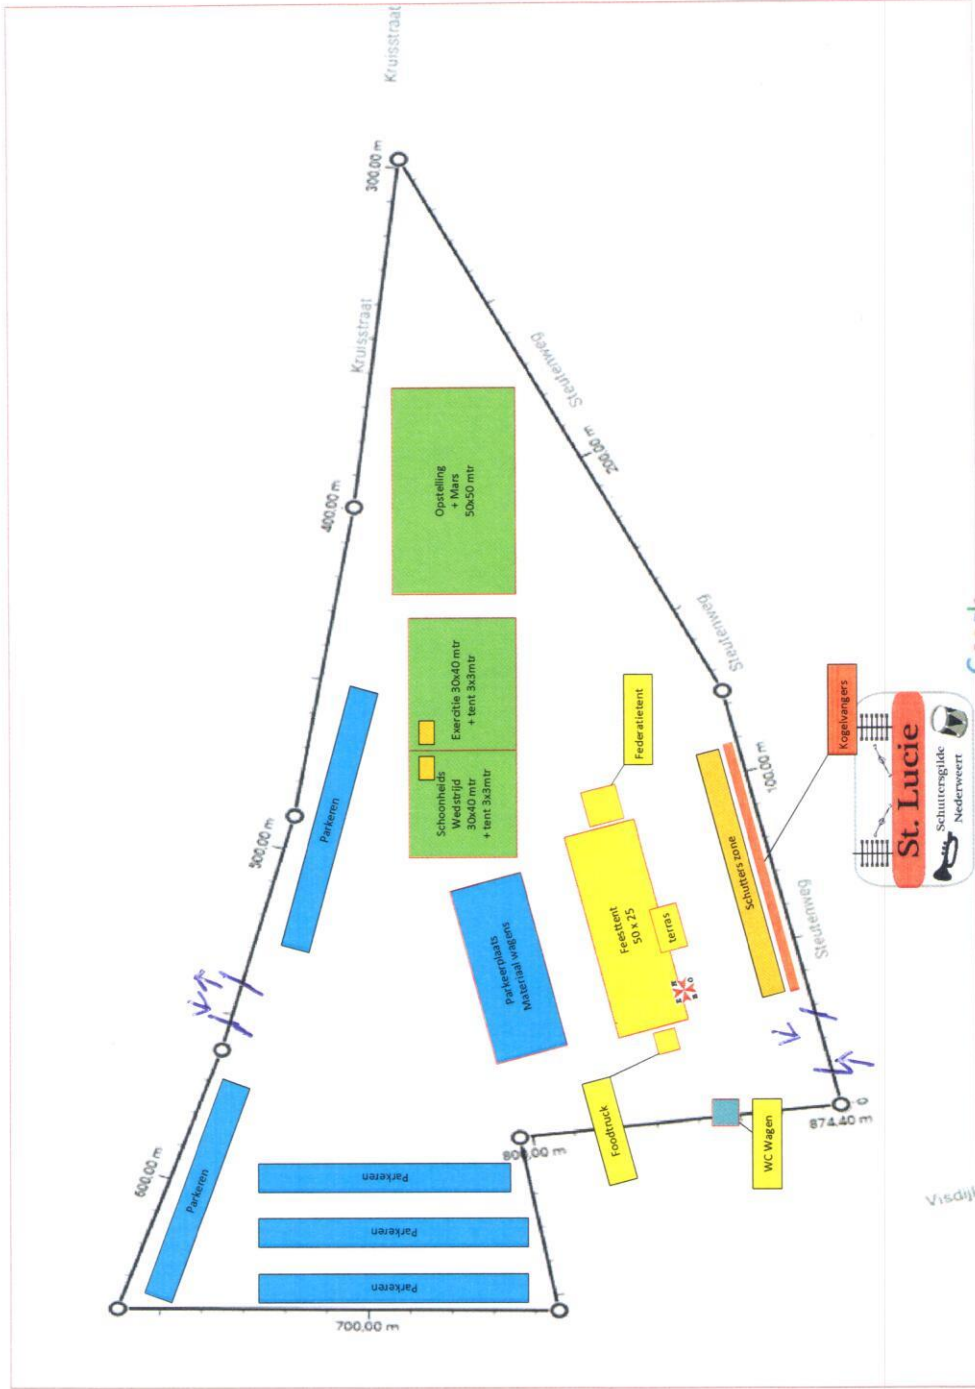 Kruisstraat
300,00 m
Kruisstraat
Steutenweg
400,00 m
200,00 m
Opstelling
+ Mars
50x50 mtr
Steutenweg
Exercitie 30x40 mtr
+ tent 3x3mtr
Schoonheids
Wedstrijd
30x40 mtr
+ tent 3x3mtr
Parkeren
500,00 m
Federatietent
Kogelvangers
100,00 m
Schutters zone
Feesttent
50 x 25
terras
Parkeerplaats
Materiaal wagens
Steutenweg
St. Lucie
Schuttersgilde
Nederweert
E H
B O
Foodtruck
WC Wagen
0
874,40 m
800,00 m
600,00 m
Parkeren
Parkeren
Parkeren
Parkeren
700,00 m